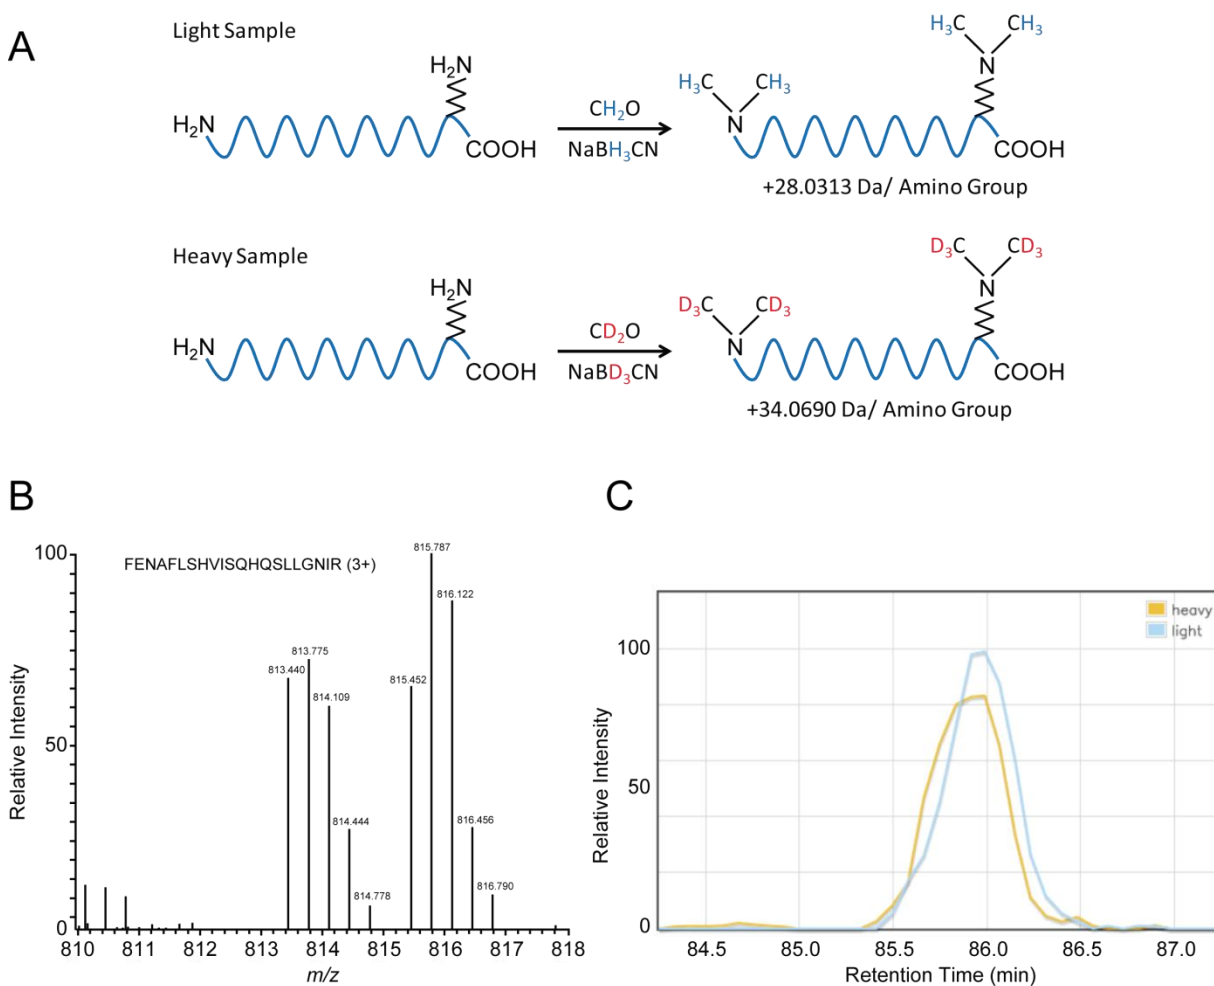 A
Light Sample
H₂N
H₂N
COOH
CH₂O
NaBH₃CN
H₃C
CH₃
N
H₃C
CH₃
N
COOH
+28.0313 Da/ Amino Group
Heavy Sample
H₂N
H₂N
COOH
CD₂O
NaBD₃CN
D₃C
CD₃
N
D₃C
CD₃
N
COOH
+34.0690 Da/ Amino Group
B
FENAFLSHVISQHQSLLGNIR (3+)
Relative Intensity
100
50
0
813.440
813.775
814.109
814.444
814.778
815.452
815.787
816.122
816.456
816.790
810 811 812 813 814 815 816 817 818
m/z
C
heavy
light
Relative Intensity
100
50
0
84.5 85.0 85.5 86.0 86.5 87.0
Retention Time (min)